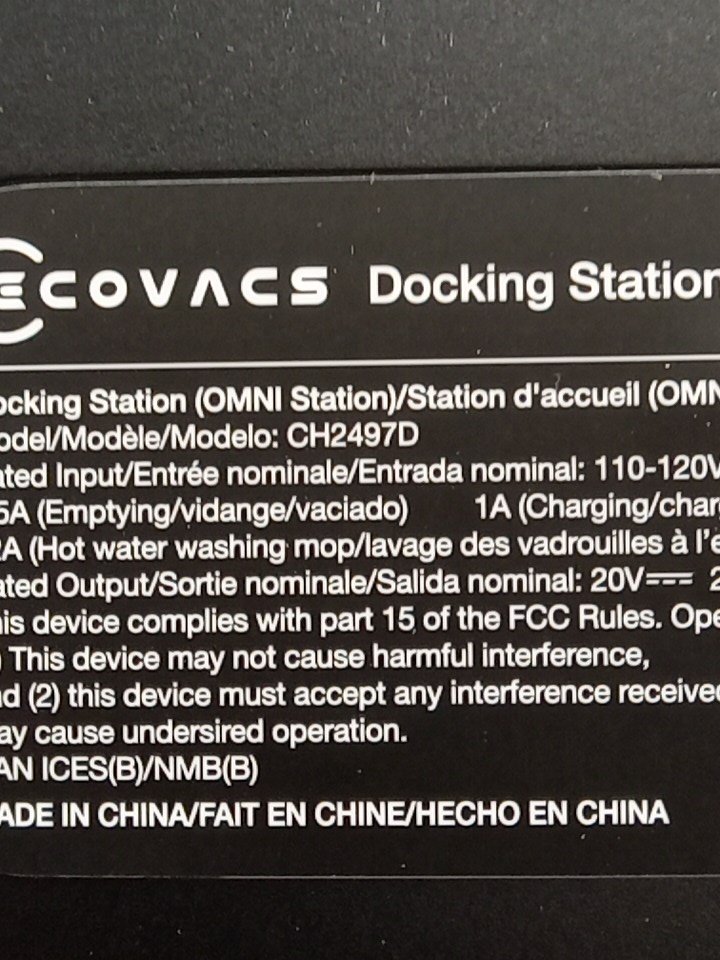 ECOVACS Docking Station
ocking Station (OMNI Station)/Station d'accueil (OMN
odel/Modèle/Modelo: CH2497D
ated Input/Entrée nominale/Entrada nominal: 110-120V
5A (Emptying/vidange/vaciado) 1A (Charging/char
2A (Hot water washing mop/lavage des vadrouilles à l'e
ated Output/Sortie nominale/Salida nominal: 20V⎓ 2
his device complies with part 15 of the FCC Rules. Ope
) This device may not cause harmful interference,
nd (2) this device must accept any interference received
ay cause undersired operation.
AN ICES(B)/NMB(B)
ADE IN CHINA/FAIT EN CHINE/HECHO EN CHINA